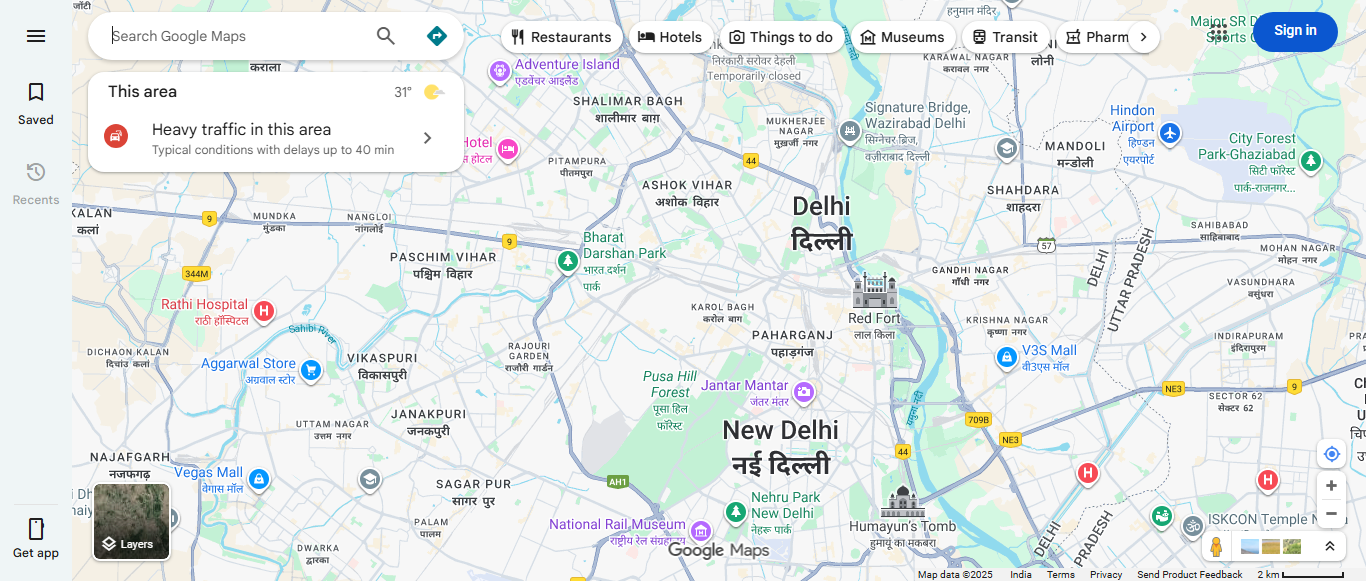 जॉटी
Search Google Maps
Restaurants
Hotels
Things to do
Museums
Transit
Pharm
Sign in
हनुमान मंदिर
Major SR D
Sports C
लोनी
KARAWAL NAGAR
करावल नगर
निरंकारी सरोवर देहली
Temporarily closed
कराला
Adventure Island
एडवेंचर आइलैंड
This area
31°
Heavy traffic in this area
Typical conditions with delays up to 40 min
Saved
Recents
SHALIMAR BAGH
शालीमार बाग़
Signature Bridge,
Wazirabad Delhi
सिग्नेचर ब्रिज,
वज़ीराबाद दिल्ली
MUKHERJEE
NAGAR
मुखर्जी नगर
Hindon
Airport
हिण्डन
एयरपोर्ट
City Forest
Park-Ghaziabad
सिटी फॉरेस्ट
पार्क-राजनगर...
MANDOLI
मन्डोली
Hotel
स होटल
PITAMPURA
पीतमपुरा
44
ASHOK VIHAR
अशोक विहार
SHAHDARA
शाहदरा
Delhi
दिल्ली
KALAN
कलां
9
MUNDKA
मुंडका
NANGLOI
नांगलोई
9
Bharat
Darshan Park
भारत दर्शन
पार्क
57
SAHIBABAD
साहिबाबाद
MOHAN NAGAR
मोहन नगर
DELHI
UTTAR PRADESH
PASCHIM VIHAR
पश्चिम विहार
344M
GANDHI NAGAR
गाँधी नगर
VASUNDHARA
वसुंधरा
Rathi Hospital
राठी हॉस्पिटल
KAROL BAGH
करोल बाग
Red Fort
लाल किला
KRISHNA NAGAR
कृष्णा नगर
Sahibi River
PAHARGANJ
पहाड़गंज
INDIRAPURAM
इंदिरापुरम
DICHAON KALAN
दिचाउं कलां
Aggarwal Store
अग्रवाल स्टोर
VIKASPURI
विकासपुरी
RAJOURI
GARDEN
राजौरी गार्डन
V3S Mall
वी3एस मॉल
Pusa Hill
Forest
पूसा हिल
फॉरेस्ट
Jantar Mantar
जंतर मंतर
NE3
9
SECTOR 62
सेक्टर 62
यमुना नदी
JANAKPURI
जनकपुरी
UTTAM NAGAR
उत्तम नगर
New Delhi
नई दिल्ली
709B
NE3
44
NAJAFGARH
नजफगढ़
Vegas Mall
वेगास मॉल
SAGAR PUR
सागर पुर
AH1
Nehru Park
New Delhi
नेहरू पार्क
Humayun's Tomb
हुमायूं का मकबरा
ISKCON Temple N
PALAM
पालम
National Rail Museum
राष्ट्रीय रेल संग्रहालय
DWARKA
द्वारका
DELHI
PRADESH
Layers
Get app
Google Maps
Map data ©2025
India
Terms
Privacy
Send Product Feedback
2 km